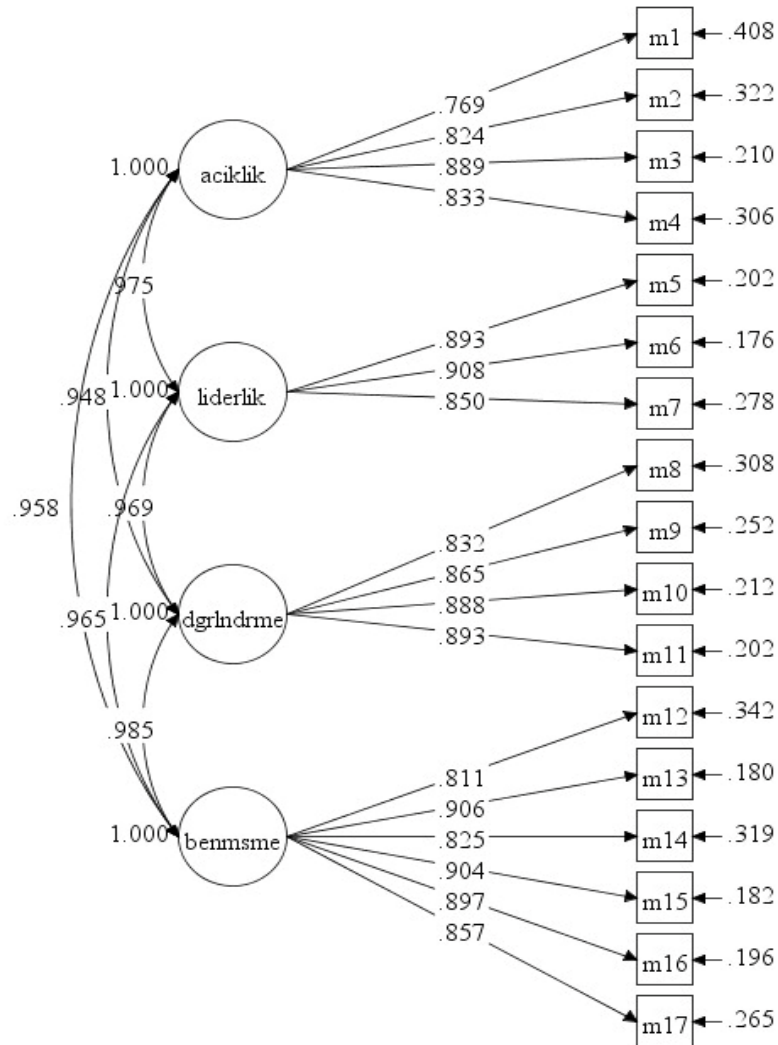 m1 .408
.769
m2 .322
.824
1.000 aciklik
.889
m3 .210
.833
m4 .306
.975
m5 .202
.893
m6 .176
.908
.948 1.000 liderlik
.850
m7 .278
m8 .308
.958
.969
.832
m9 .252
.865
m10 .212
.888
.965 1.000 dgrlndrme
.893
m11 .202
m12 .342
.985
.811
m13 .180
.906
1.000 benmsme
.825
m14 .319
.904
m15 .182
.897
.857
m16 .196
m17 .265